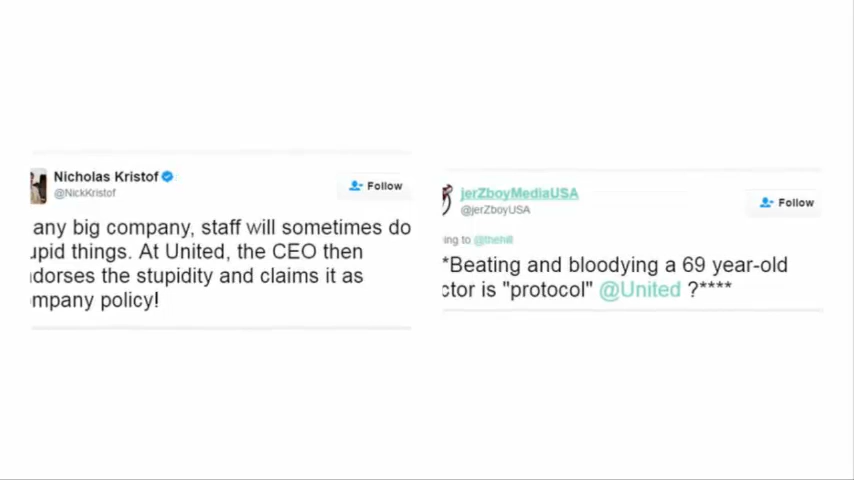 Nicholas Kristof
@NickKristof
Follow
any big company, staff will sometimes do
upid things. At United, the CEO then
dorses the stupidity and claims it as
mpany policy!
jerZboyMediaUSA
@jerZboyUSA
Follow
ing to @thehill
*Beating and bloodying a 69 year-old
ctor is "protocol" @United ?****